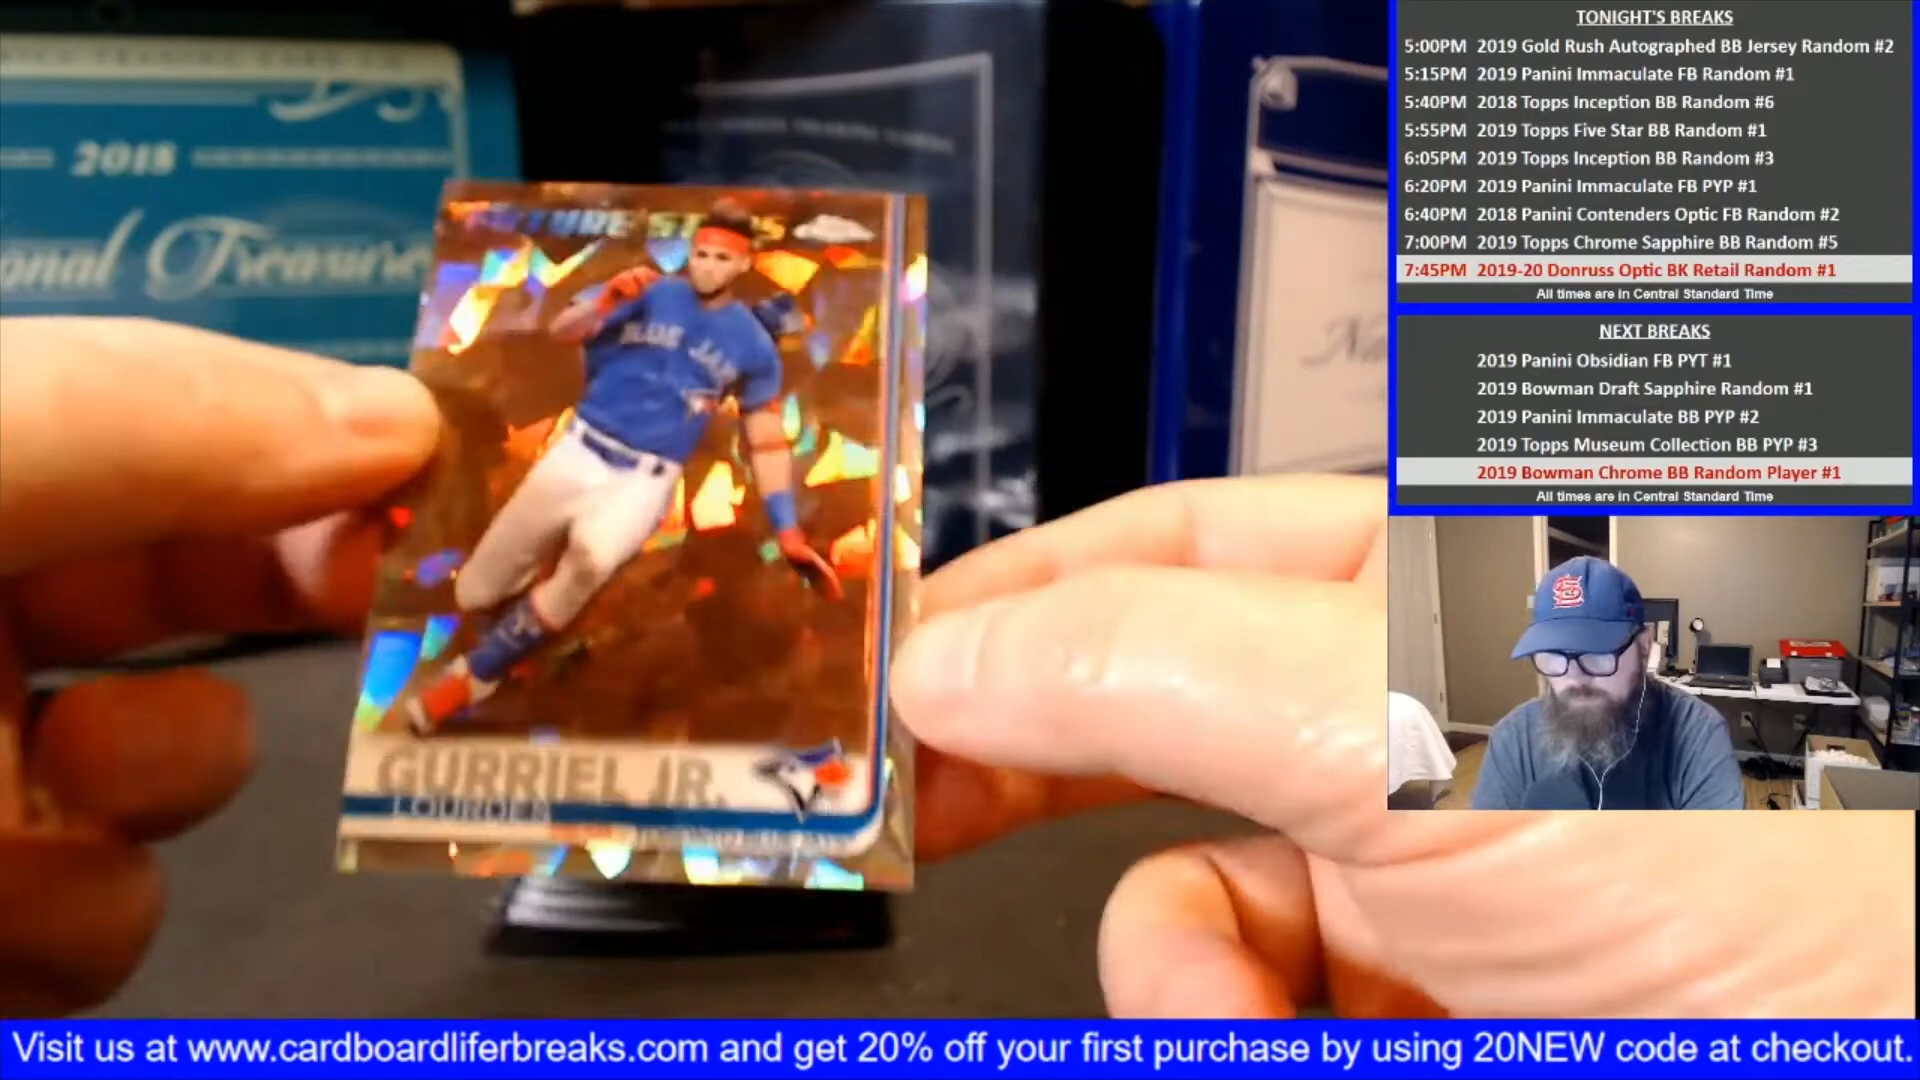 2018
onal Treasure
FUTURE STARS
BLUE JAYS
GURRIEL JR.
LOURDES
TONIGHT'S BREAKS
5:00PM 2019 Gold Rush Autographed BB Jersey Random #2
5:15PM 2019 Panini Immaculate FB Random #1
5:40PM 2018 Topps Inception BB Random #6
5:55PM 2019 Topps Five Star BB Random #1
6:05PM 2019 Topps Inception BB Random #3
6:20PM 2019 Panini Immaculate FB PYP #1
6:40PM 2018 Panini Contenders Optic FB Random #2
7:00PM 2019 Topps Chrome Sapphire BB Random #5
7:45PM 2019-20 Donruss Optic BK Retail Random #1
All times are in Central Standard Time
NEXT BREAKS
2019 Panini Obsidian FB PYT #1
2019 Bowman Draft Sapphire Random #1
2019 Panini Immaculate BB PYP #2
2019 Topps Museum Collection BB PYP #3
2019 Bowman Chrome BB Random Player #1
All times are in Central Standard Time
Visit us at www.cardboardliferbreaks.com and get 20% off your first purchase by using 20NEW code at checkout.